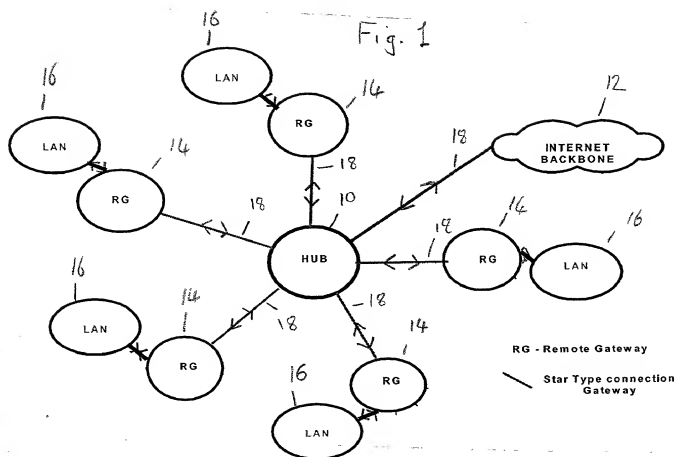 Fig. 1
16
LAN
14
RG
16
LAN
14
RG
12
INTERNET
BACKBONE
18
18
10
HUB
18
14
RG
16
LAN
18
16
LAN
14
RG
18
18
14
RG
16
LAN
RG - Remote Gateway
Star Type connection
Gateway